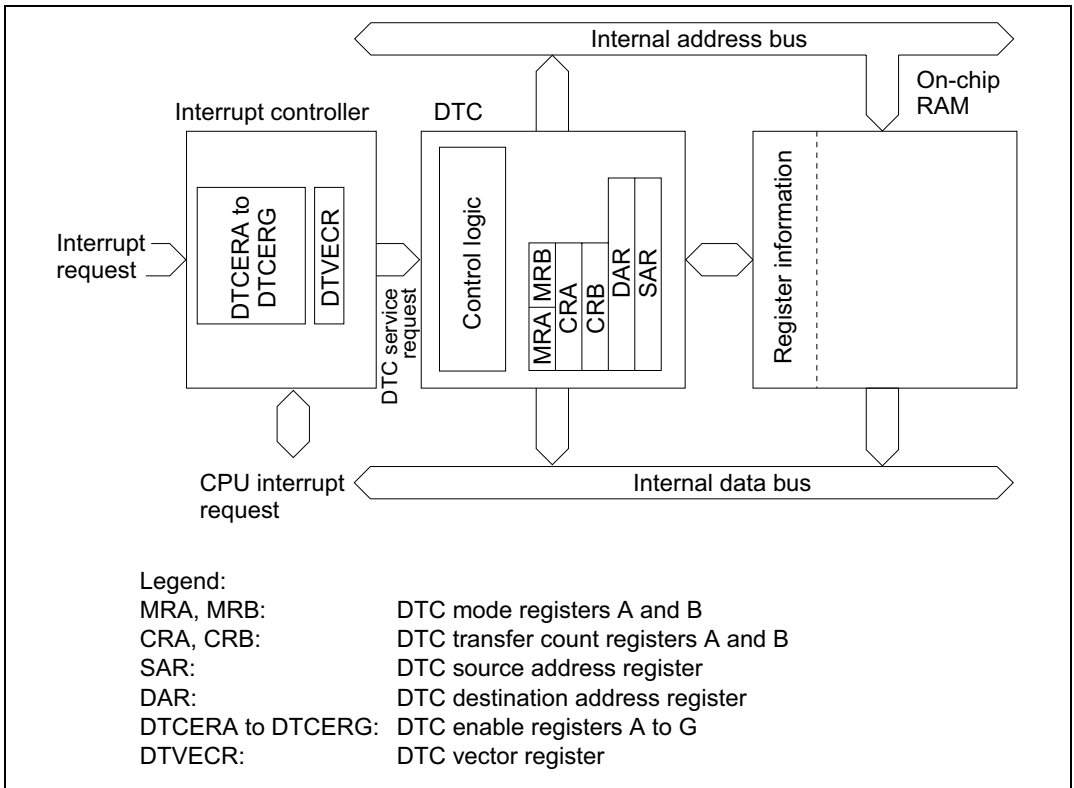 Internal address bus
On-chip
RAM
Interrupt controller
DTC
Interrupt
request
DTCERA to
DTCERG
DTVECR
DTC service
request
Control logic
MRA
MRB
CRA
CRB
DAR
SAR
Register information
CPU interrupt
request
Internal data bus
Legend:
MRA, MRB: DTC mode registers A and B
CRA, CRB: DTC transfer count registers A and B
SAR: DTC source address register
DAR: DTC destination address register
DTCERA to DTCERG: DTC enable registers A to G
DTVECR: DTC vector register